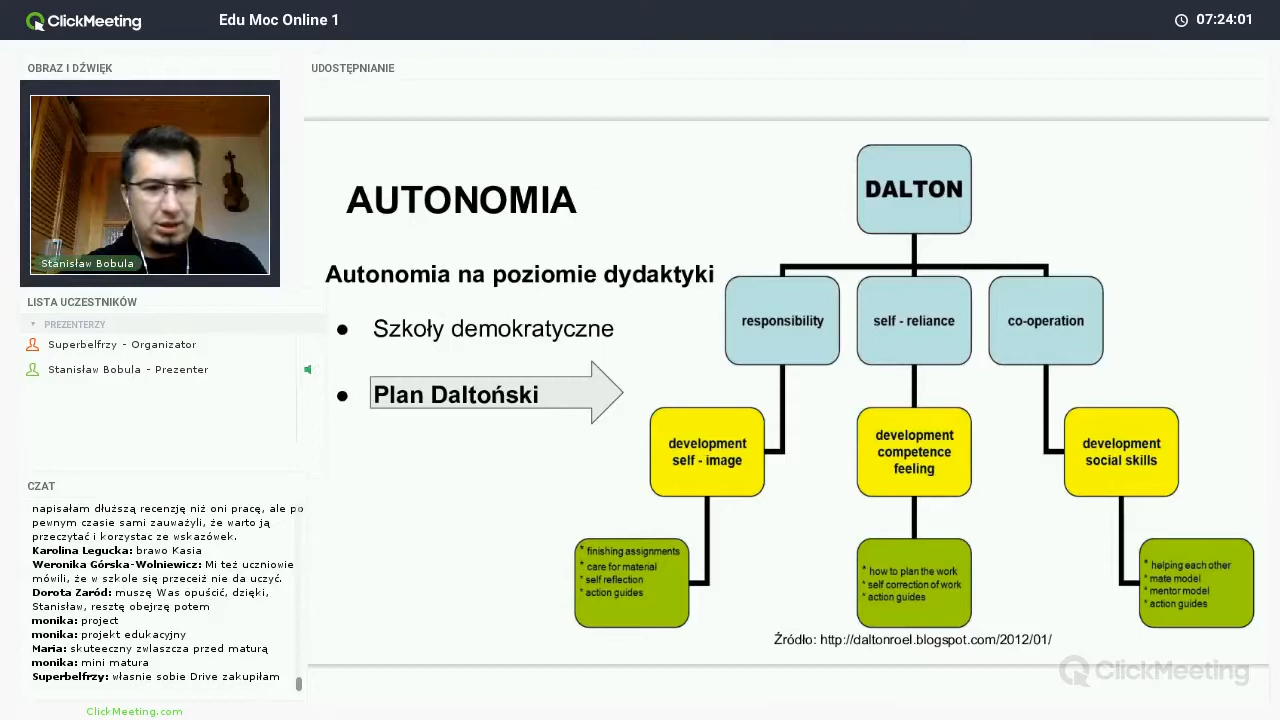 ClickMeeting
Edu Moc Online 1
07:24:01
OBRAZ I DŹWIĘK
Stanisław Bobula
LISTA UCZESTNIKÓW
PREZENTERZY
Superbelfrzy - Organizator
Stanisław Bobula - Prezenter
CZAT
napisałam dłuższą recenzję niż oni pracę, ale po
pewnym czasie sami zauważyli, że warto ją
przeczytać i korzystac ze wskazówek.
Karolina Legucka: brawo Kasia
Weronika Górska-Wolniewicz: Mi też uczniowie
mówili, że w szkole się przecież nie da uczyć.
Dorota Zaród: muszę Was opuścić, dzięki,
Stanisław, resztę obejrzę potem
monika: project
monika: projekt edukacyjny
Maria: skuteeczny zwlaszcza przed maturą
monika: mini matura
Superbelfrzy: własnie sobie Drive zakupiłam
ClickMeeting.com
UDOSTĘPNIANIE
AUTONOMIA
Autonomia na poziomie dydaktyki
● Szkoły demokratyczne
● Plan Daltoński
DALTON
responsibility
self - reliance
co-operation
development
self - image
development
competence
feeling
development
social skills
* finishing assignments
* care for material
* self reflection
* action guides
* how to plan the work
* self correction of work
* action guides
* helping each other
* mate model
* mentor model
* action guides
Źródło: http://daltonroel.blogspot.com/2012/01/
ClickMeeting